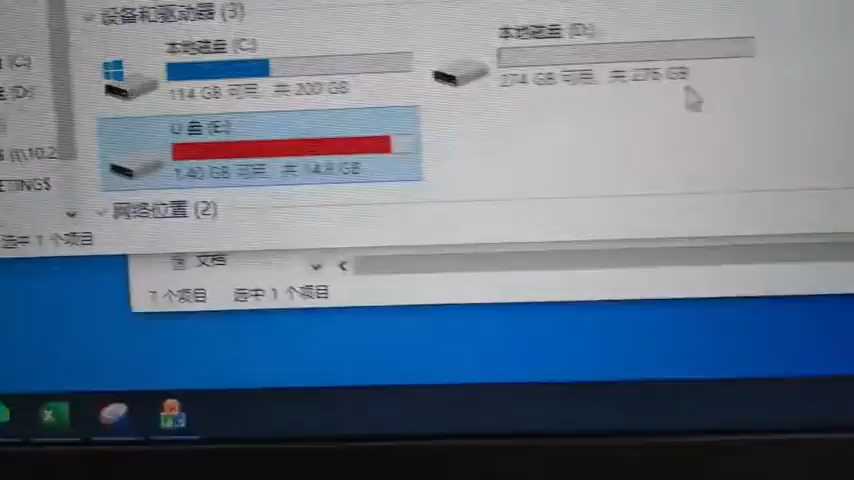 设备和驱动器 (3)
本地磁盘 (C:)
114 GB 可用，共 200 GB
本地磁盘 (D:)
274 GB 可用，共 275 GB
U 盘 (E:)
1.40 GB 可用，共 14.8 GB
网络位置 (2)
选中 1 个项目
文档
1 个项目
选中 1 个项目
(C:)
(D:)
ETTINGS